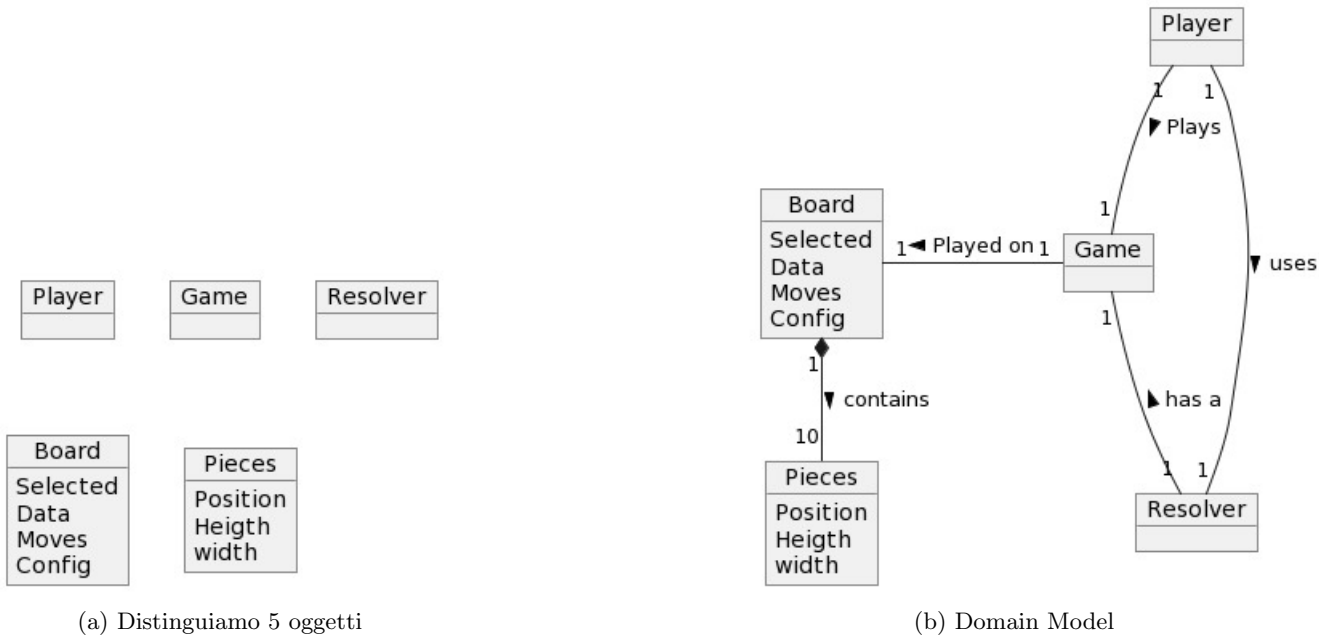 Player
Game
Resolver
Board
Selected
Data
Moves
Config
Pieces
Position
Heigth
width
(a) Distinguiamo 5 oggetti
Player
1
1
Plays
1
Board
Selected
Data
Moves
Config
1
Played on
1
Game
uses
1
1
contains
has a
10
Pieces
Position
Heigth
width
1
1
Resolver
(b) Domain Model